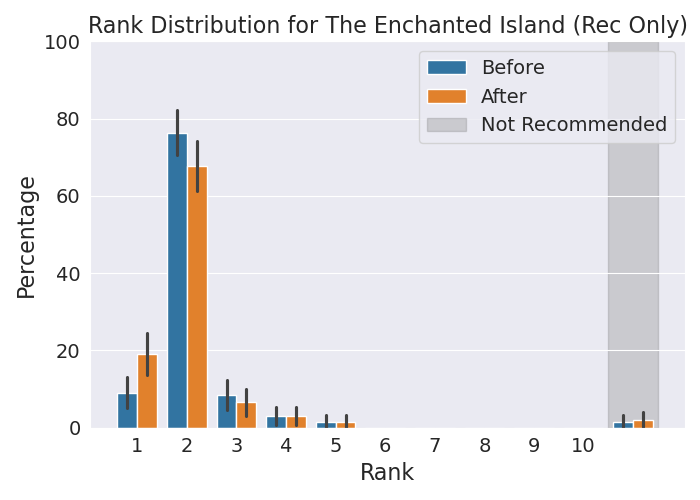 Rank Distribution for The Enchanted Island (Rec Only)
100
80
60
40
20
0
Percentage
Before
After
Not Recommended
1 2 3 4 5 6 7 8 9 10
Rank